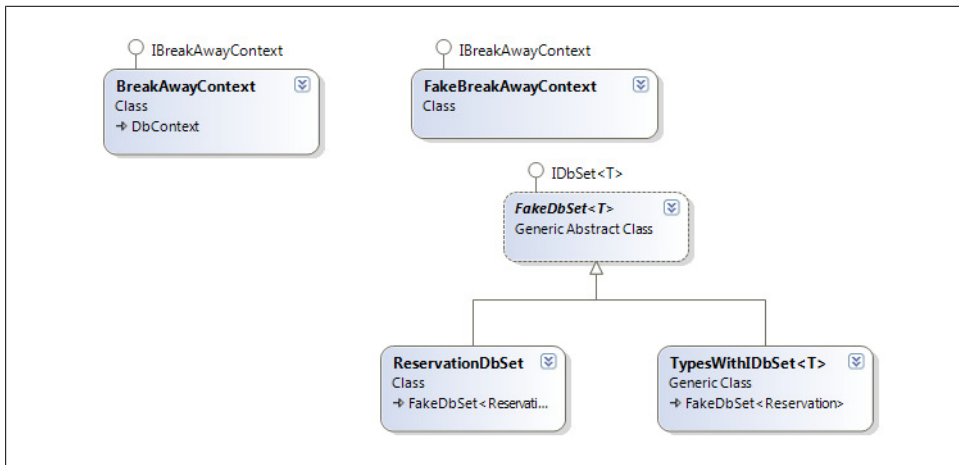 IBreakAwayContext
BreakAwayContext
Class
DbContext
IBreakAwayContext
FakeBreakAwayContext
Class
IDbSet<T>
FakeDbSet<T>
Generic Abstract Class
ReservationDbSet
Class
FakeDbSet<Reservati...
TypesWithIDbSet<T>
Generic Class
FakeDbSet<Reservation>